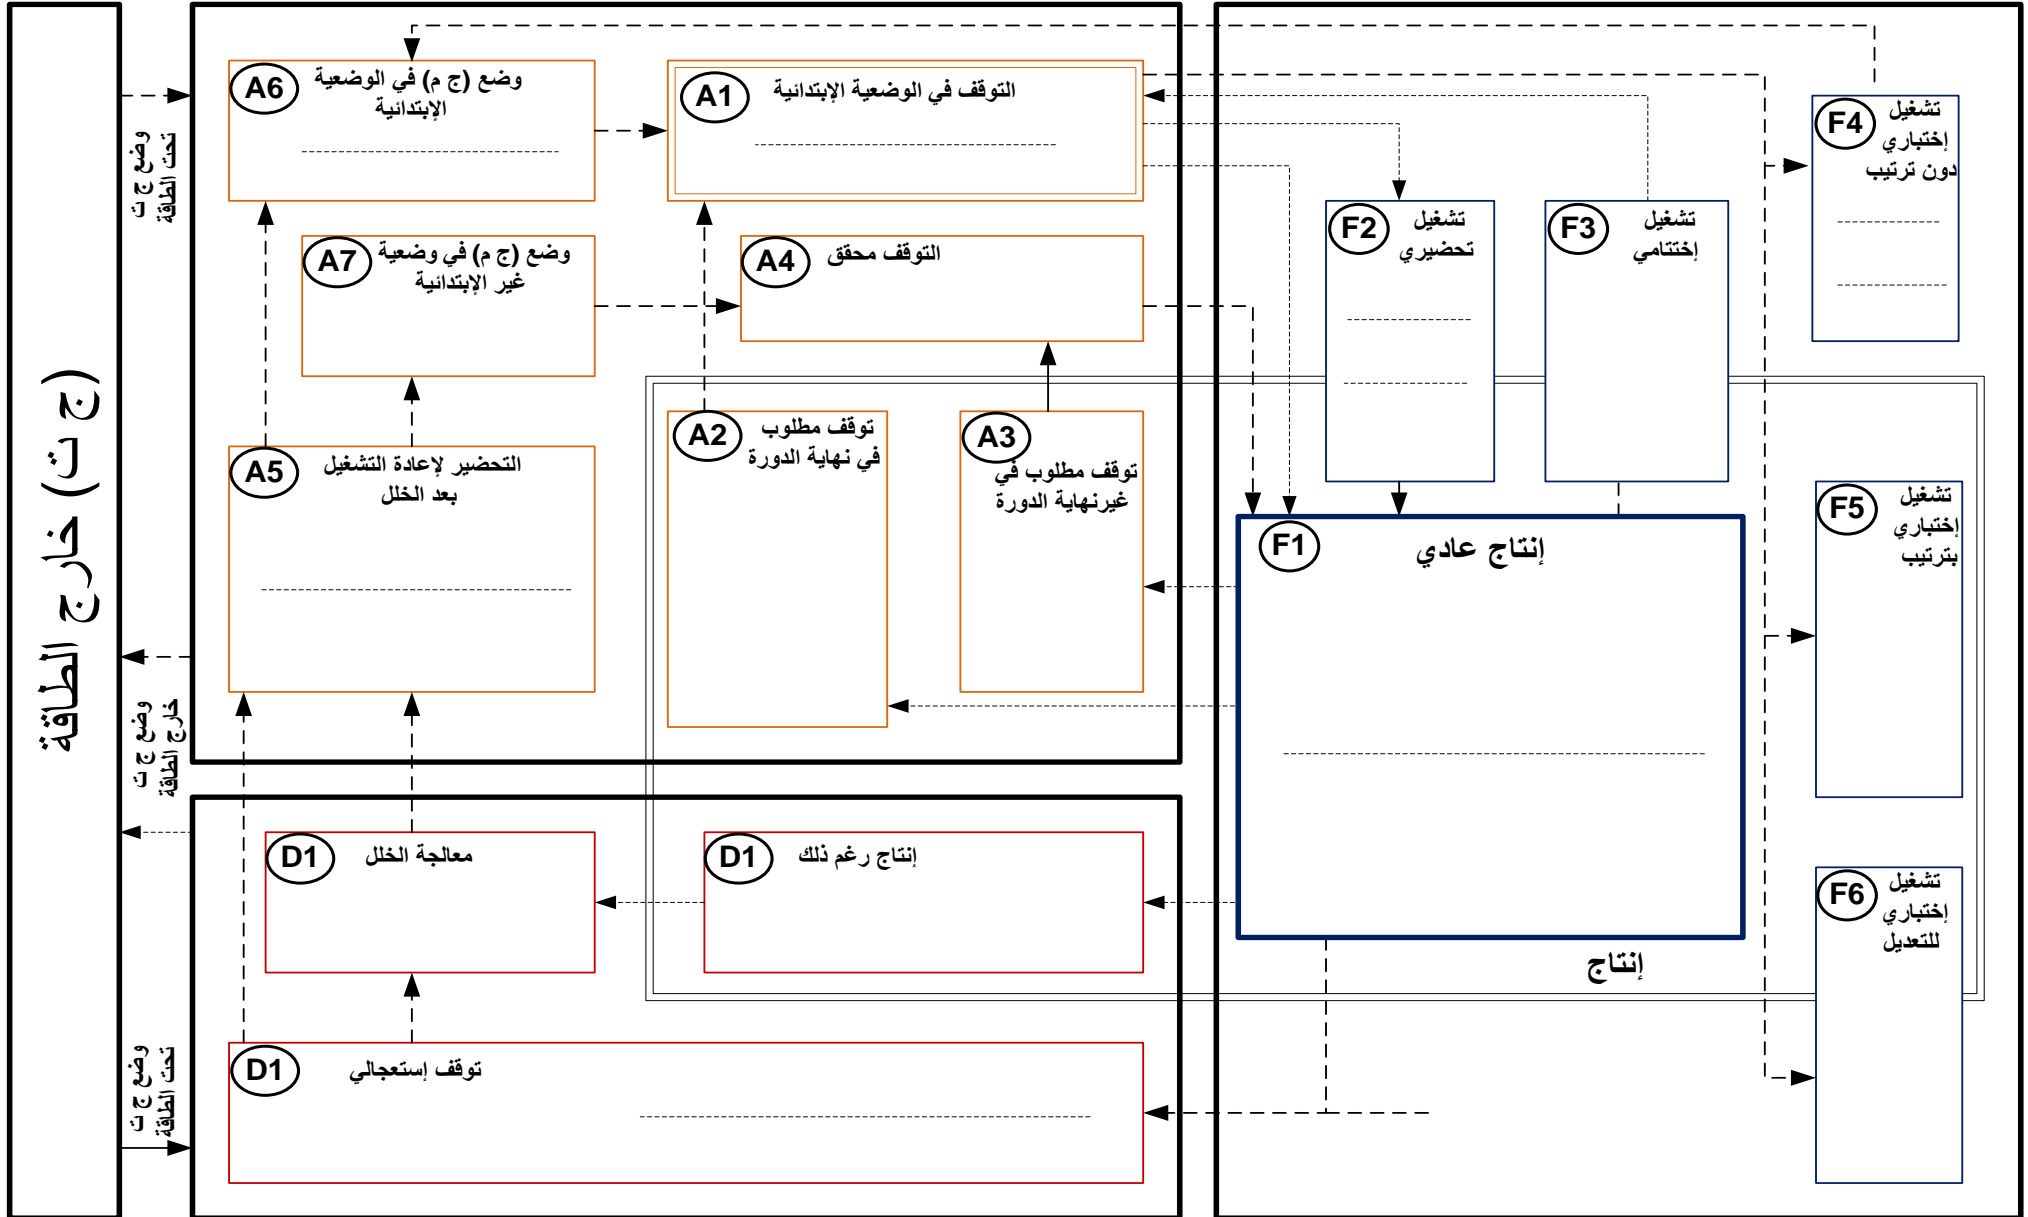 (ج ت) خارج الطاقة
وضع ج ت
تحت الطاقة
وضع ج ت
خارج الطاقة
وضع ج ت
تحت الطاقة
A6
وضع (ج م) في الوضعية
الإبتدائية
A1
التوقف في الوضعية الإبتدائية
A7
وضع (ج م) في وضعية
غير الإبتدائية
A4
التوقف محقق
A5
التحضير لإعادة التشغيل
بعد الخلل
A2
توقف مطلوب
في نهاية الدورة
A3
توقف مطلوب في
غيرنهاية الدورة
D1
معالجة الخلل
D1
إنتاج رغم ذلك
D1
توقف إستعجالي
F4
تشغيل
إختباري
دون ترتيب
F2
تشغيل
تحضيري
F3
تشغيل
إختتامي
F1
إنتاج عادي
F5
تشغيل
إختباري
بترتيب
F6
تشغيل
إختباري
للتعديل
إنتاج